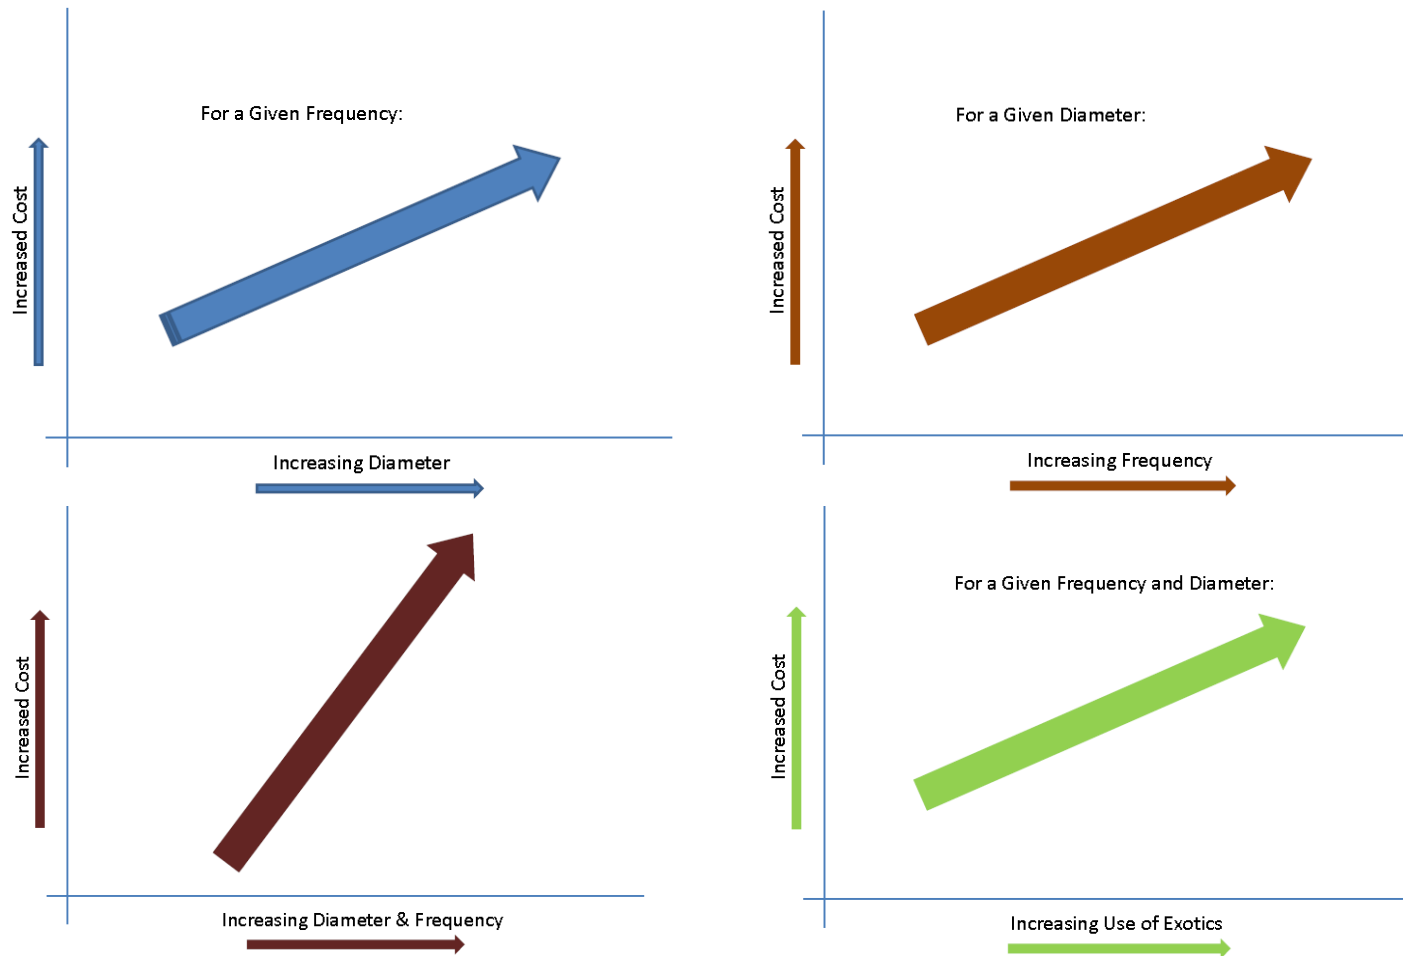 For a Given Frequency:
Increased Cost
Increasing Diameter
For a Given Diameter:
Increased Cost
Increasing Frequency
Increased Cost
Increasing Diameter & Frequency
For a Given Frequency and Diameter:
Increased Cost
Increasing Use of Exotics